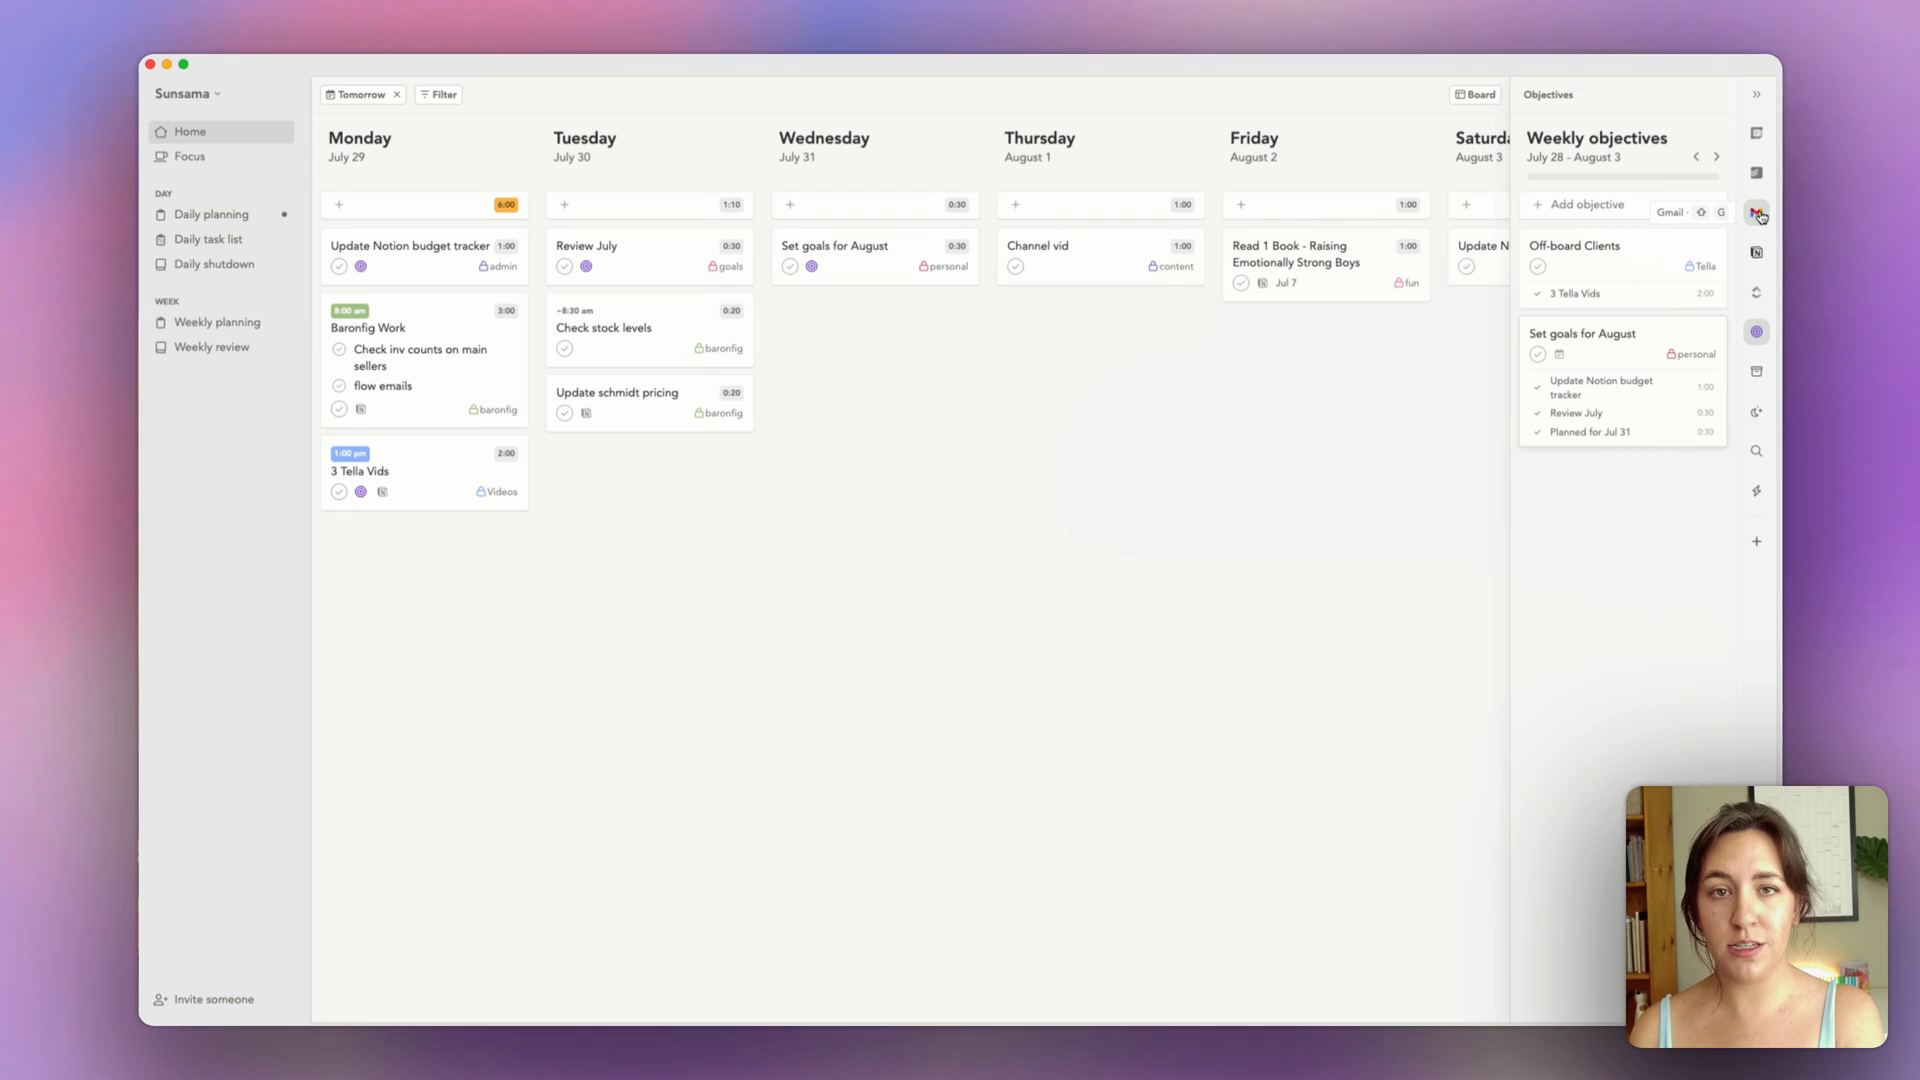 Sunsama
Home
Focus
DAY
Daily planning
Daily task list
Daily shutdown
WEEK
Weekly planning
Weekly review
Invite someone
Tomorrow
Filter
Board
Monday
July 29
6:00
Update Notion budget tracker 1:00
admin
8:00 am 3:00
Baronfig Work
Check inv counts on main
sellers
flow emails
baronfig
1:00 pm 2:00
3 Tella Vids
Videos
Tuesday
July 30
1:10
Review July 0:30
goals
~8:30 am 0:20
Check stock levels
baronfig
Update schmidt pricing 0:20
baronfig
Wednesday
July 31
0:30
Set goals for August 0:30
personal
Thursday
August 1
1:00
Channel vid 1:00
content
Friday
August 2
1:00
Read 1 Book - Raising 1:00
Emotionally Strong Boys
Jul 7 fun
Saturd
August 3
Update N
Objectives
Weekly objectives
July 28 - August 3
Add objective
Gmail · G
Off-board Clients
Tella
3 Tella Vids 2:00
Set goals for August
personal
Update Notion budget 1:00
tracker
Review July 0:30
Planned for Jul 31 0:30